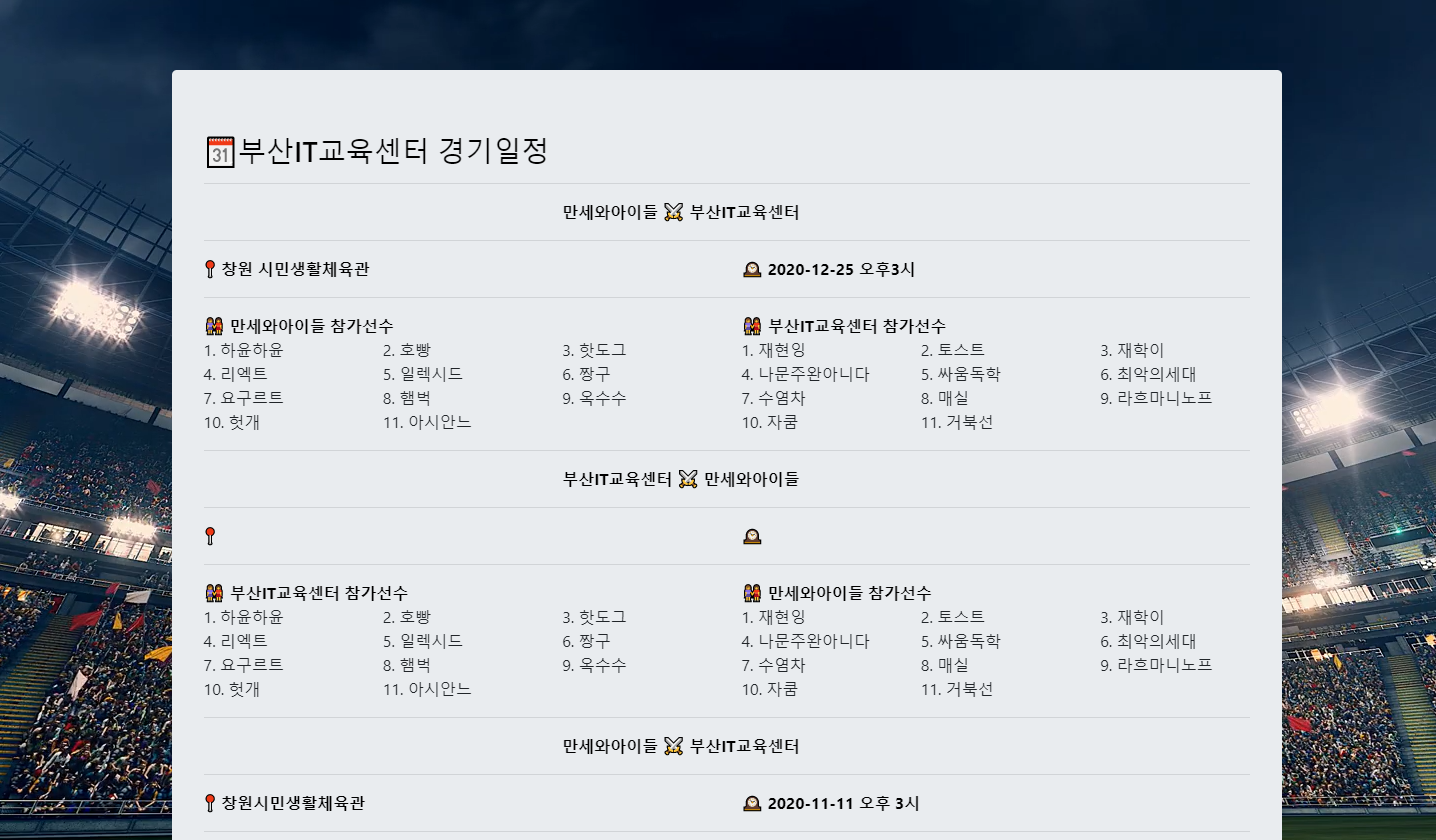 부산IT교육센터 경기일정
만세와아이들 ⚔ 부산IT교육센터
📍 창원 시민생활체육관
🕰 2020-12-25 오후3시
👭 만세와아이들 참가선수
1. 하윤하윤 2. 호빵 3. 핫도그
4. 리엑트 5. 일렉시드 6. 짱구
7. 요구르트 8. 햄벅 9. 옥수수
10. 헛개 11. 아시안느
👭 부산IT교육센터 참가선수
1. 재현잉 2. 토스트 3. 재학이
4. 나문주완아니다 5. 싸움독학 6. 최악의세대
7. 수염차 8. 매실 9. 라흐마니노프
10. 자쿰 11. 거북선
부산IT교육센터 ⚔ 만세와아이들
📍
🕰
👭 부산IT교육센터 참가선수
1. 하윤하윤 2. 호빵 3. 핫도그
4. 리엑트 5. 일렉시드 6. 짱구
7. 요구르트 8. 햄벅 9. 옥수수
10. 헛개 11. 아시안느
👭 만세와아이들 참가선수
1. 재현잉 2. 토스트 3. 재학이
4. 나문주완아니다 5. 싸움독학 6. 최악의세대
7. 수염차 8. 매실 9. 라흐마니노프
10. 자쿰 11. 거북선
만세와아이들 ⚔ 부산IT교육센터
📍 창원시민생활체육관
🕰 2020-11-11 오후 3시